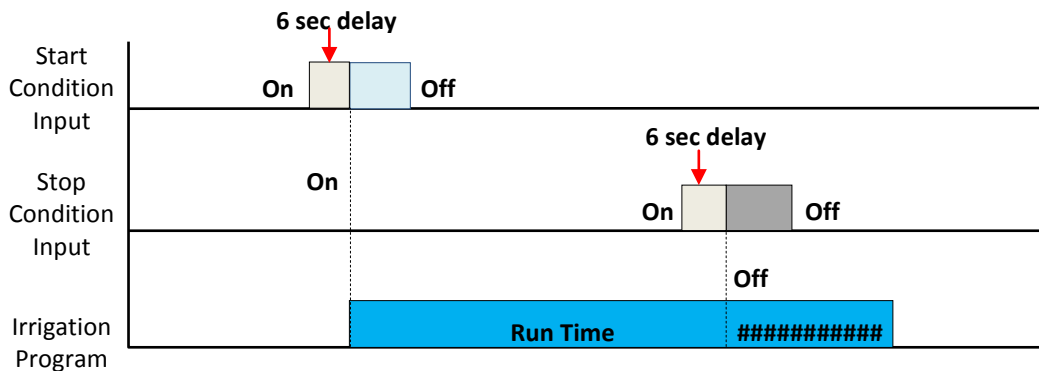 6 sec delay
Start
Condition
Input
On
Off
6 sec delay
On
Stop
Condition
Input
On
Off
Off
Irrigation
Program
Run Time
###########